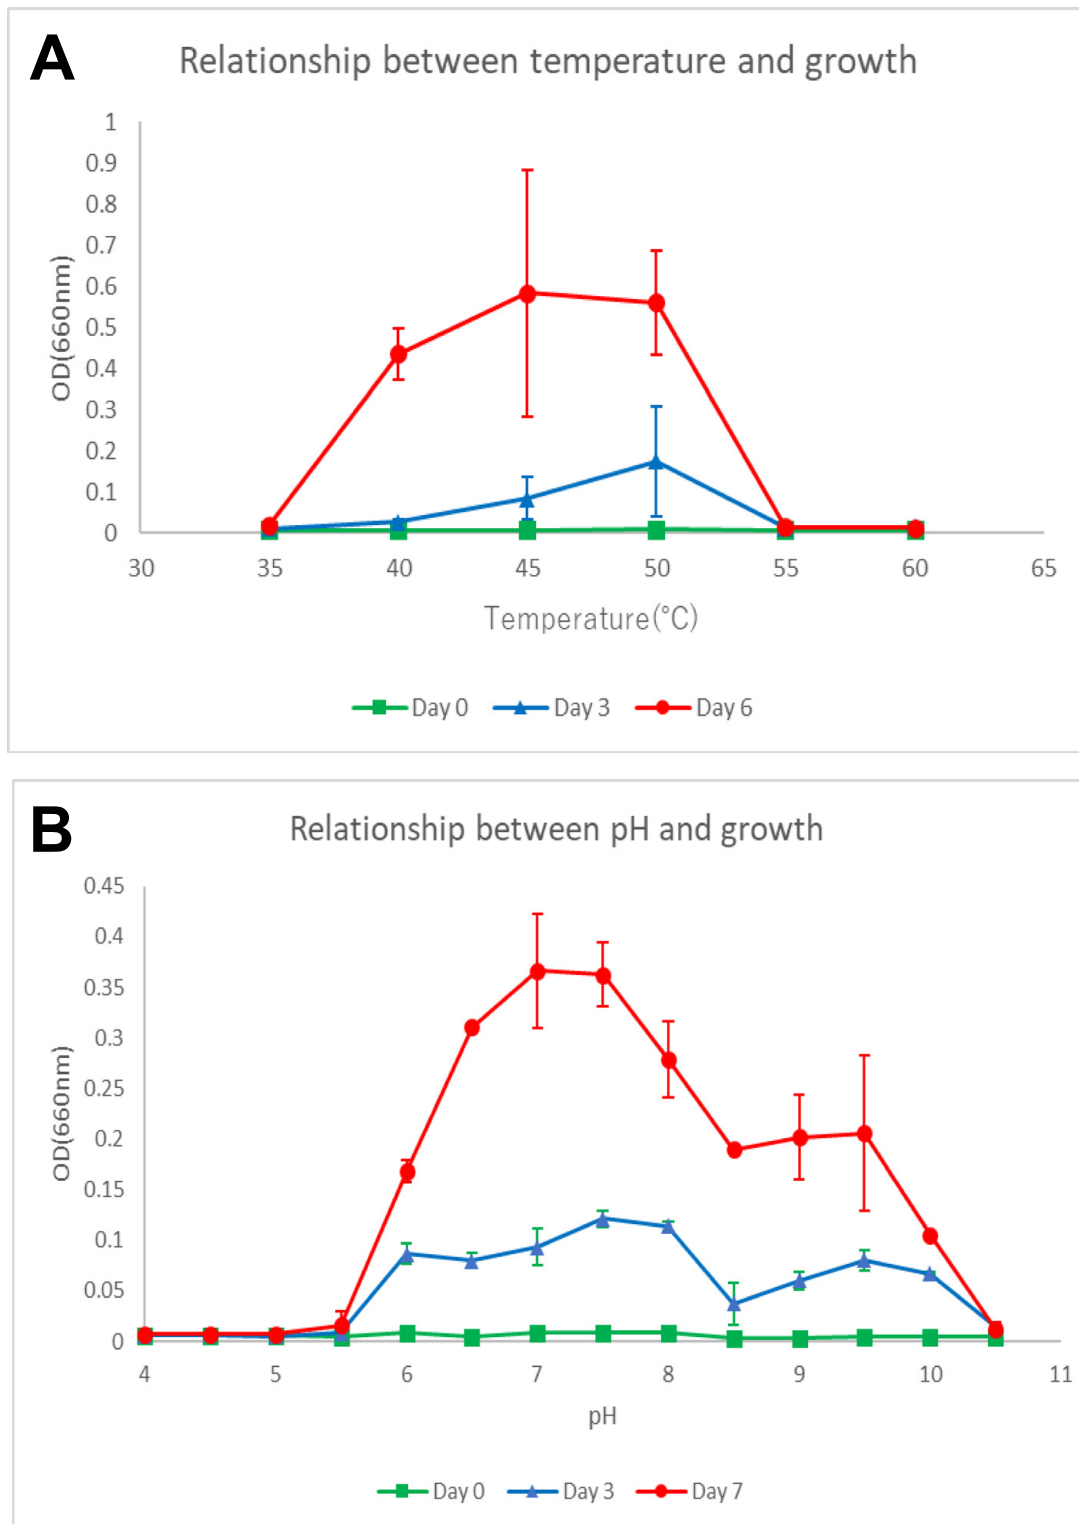 A
Relationship between temperature and growth
1
0.9
0.8
0.7
0.6
0.5
0.4
0.3
0.2
0.1
0
OD(660nm)
30 35 40 45 50 55 60 65
Temperature(°C)
Day 0 Day 3 Day 6
B
Relationship between pH and growth
0.45
0.4
0.35
0.3
0.25
0.2
0.15
0.1
0.05
0
OD(660nm)
4 5 6 7 8 9 10 11
pH
Day 0 Day 3 Day 7